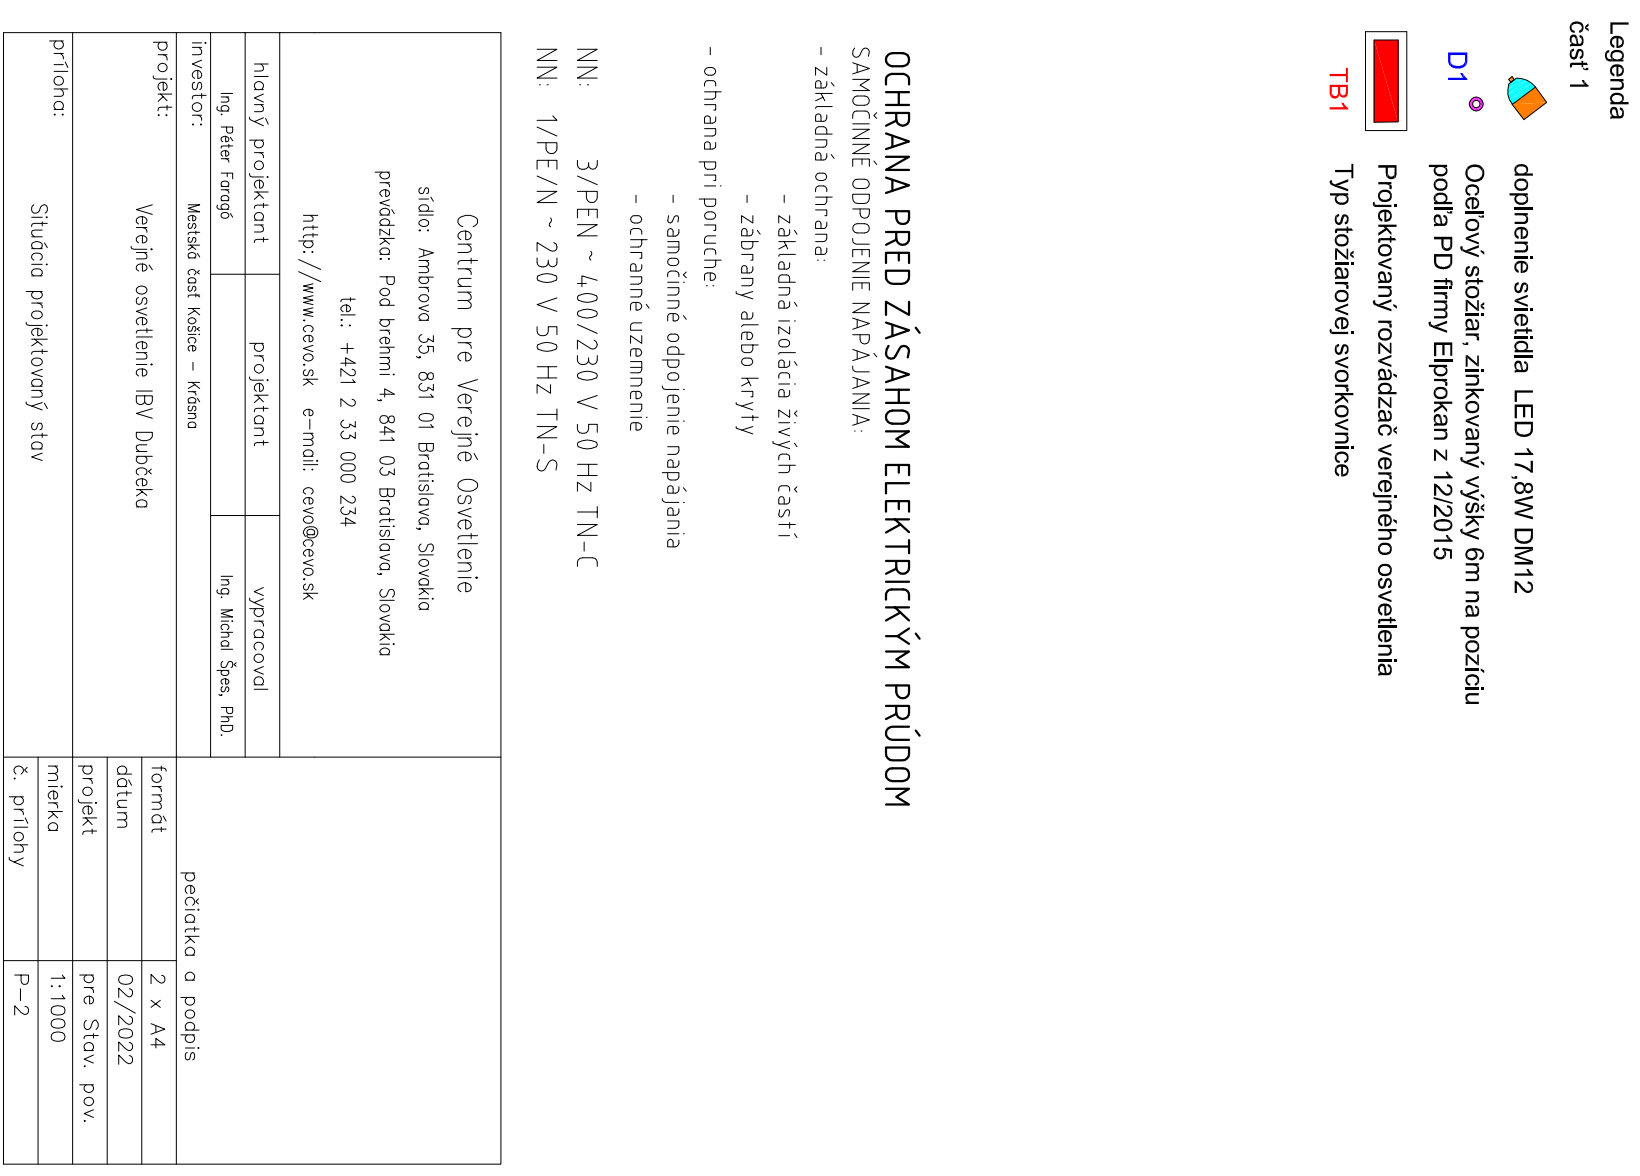 Legenda
časť 1
doplnenie svietidla LED 17,8W DM12
D1
Oceľový stožiar, zinkovaný výšky 6m na pozíciu
podľa PD firmy Elprokan z 12/2015
Projektovaný rozvádzač verejného osvetlenia
TB1
Typ stožiarovej svorkovnice
OCHRANA PRED ZÁSAHOM ELEKTRICKÝM PRÚDOM
SAMOČINNÉ ODPOJENIE NAPÁJANIA:
- základná ochrana:
- základná izolácia živých častí
- zábrany alebo kryty
- ochrana pri poruche:
- samočinné odpojenie napájania
- ochranné uzemnenie
NN: 3/PEN ~ 400/230 V 50 Hz TN-C
NN: 1/PE/N ~ 230 V 50 Hz TN-S
Centrum pre Verejné Osvetlenie
sídlo: Ambrova 35, 831 01 Bratislava, Slovakia
prevádzka: Pod brehmi 4, 841 03 Bratislava, Slovakia
tel.: +421 2 33 000 234
http://www.cevo.sk e-mail: cevo@cevo.sk
hlavný projektant
projektant
vypracoval
Ing. Péter Faragó
Ing. Michal Špes, PhD.
investor: Mestská časť Košice - Krásna
pečiatka a podpis
projekt: Verejné osvetlenie IBV Dubčeka
formát 2 x A4
dátum 02/2022
projekt pre Stav. pov.
príloha: Situácia projektovaný stav
mierka 1:1000
č. prílohy P-2